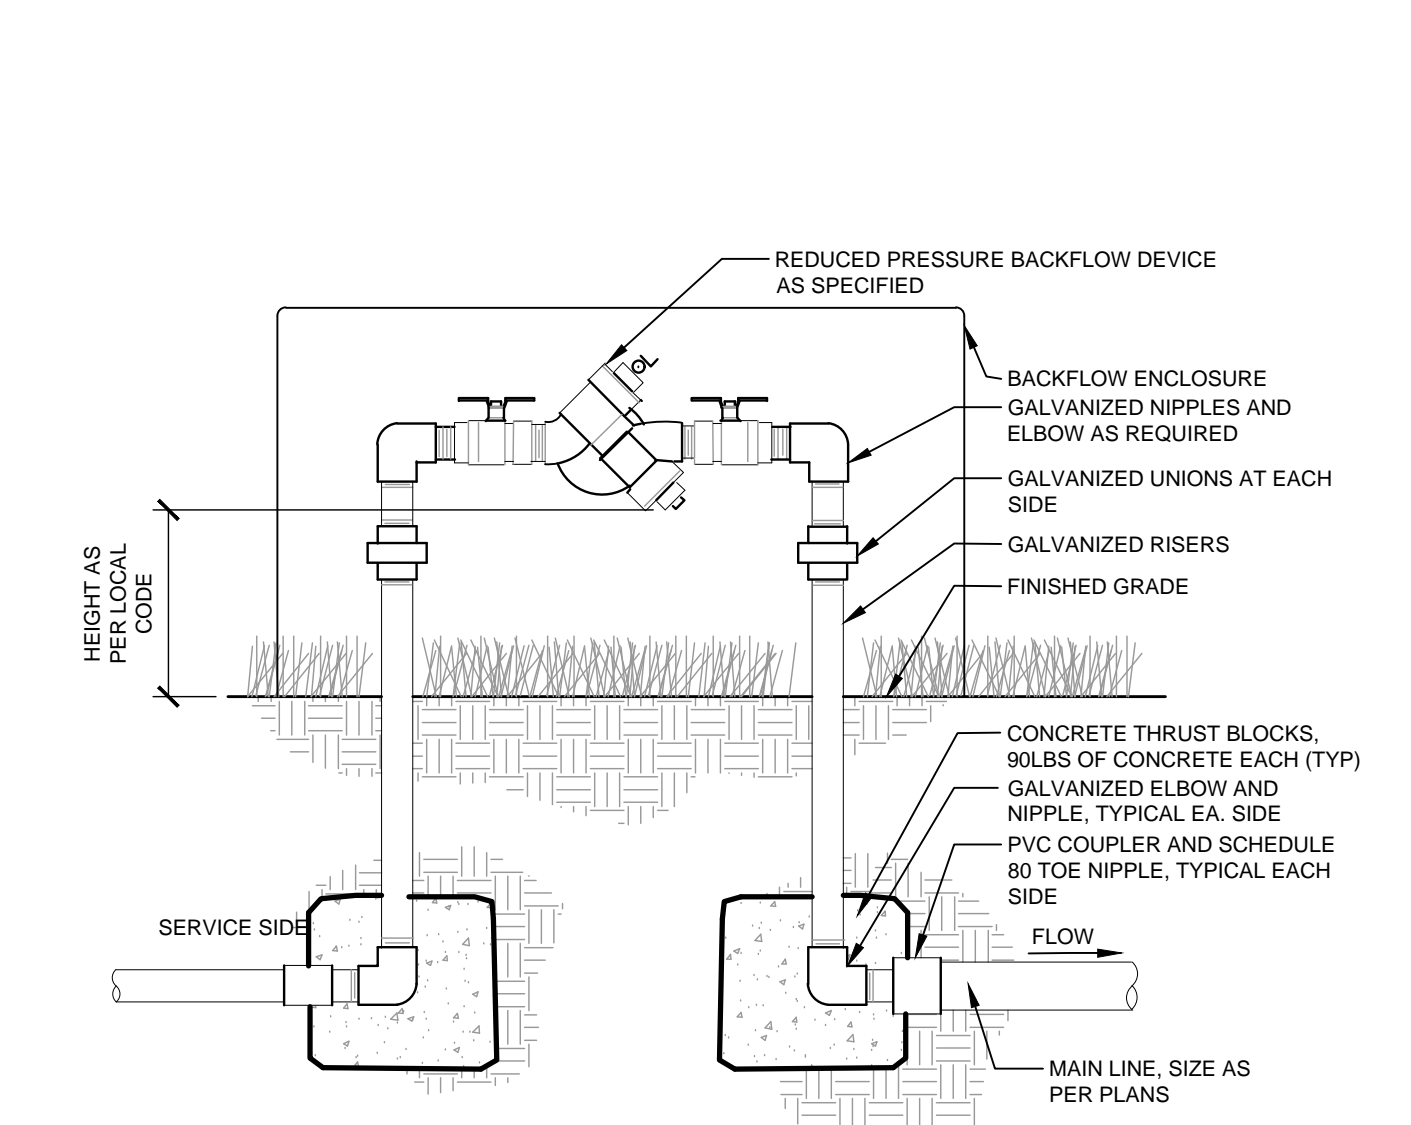 REDUCED PRESSURE BACKFLOW DEVICE
AS SPECIFIED
BACKFLOW ENCLOSURE
GALVANIZED NIPPLES AND
ELBOW AS REQUIRED
GALVANIZED UNIONS AT EACH
SIDE
GALVANIZED RISERS
FINISHED GRADE
HEIGHT AS
PER LOCAL
CODE
CONCRETE THRUST BLOCKS,
90LBS OF CONCRETE EACH (TYP)
GALVANIZED ELBOW AND
NIPPLE, TYPICAL EA. SIDE
PVC COUPLER AND SCHEDULE
80 TOE NIPPLE, TYPICAL EACH
SIDE
SERVICE SIDE
FLOW
MAIN LINE, SIZE AS
PER PLANS